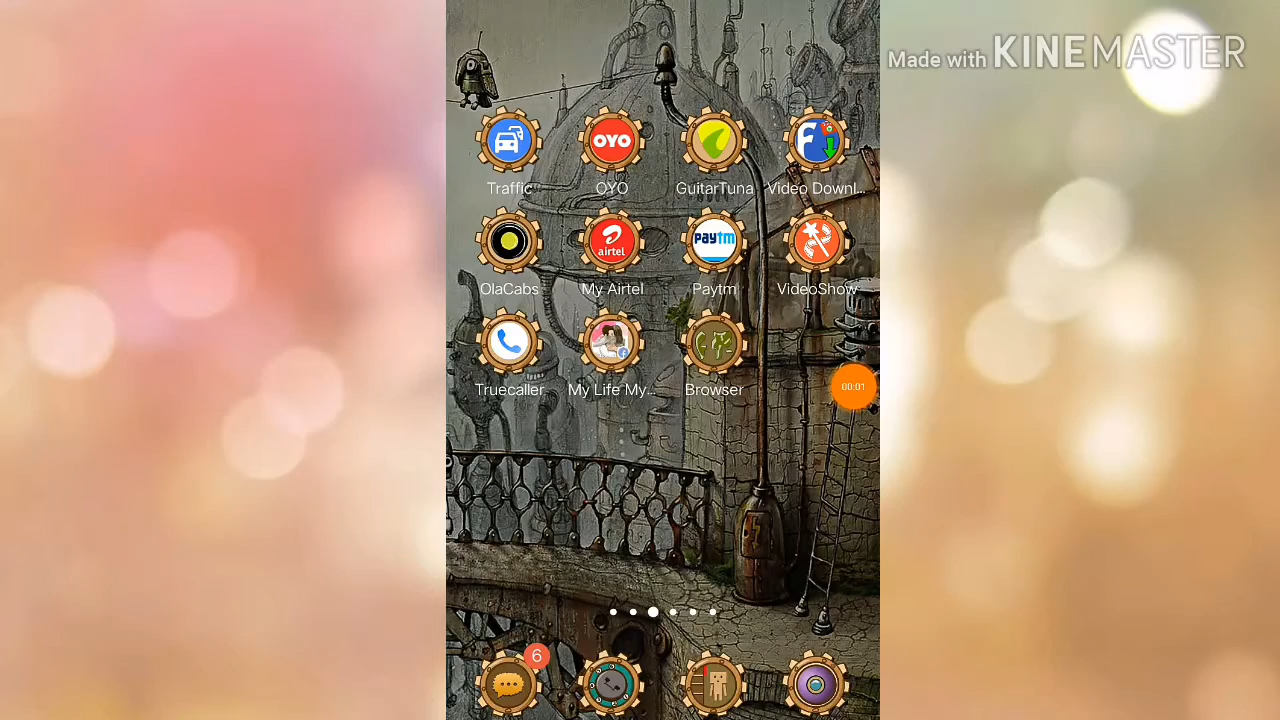 Made with KINEMASTER
OYO
Traffic
OYO
GuitarTuna
Video Downl...
airtel
Paytm
OlaCabs
My Airtel
Paytm
VideoShow
Truecaller
My Life My...
Browser
00:01
6